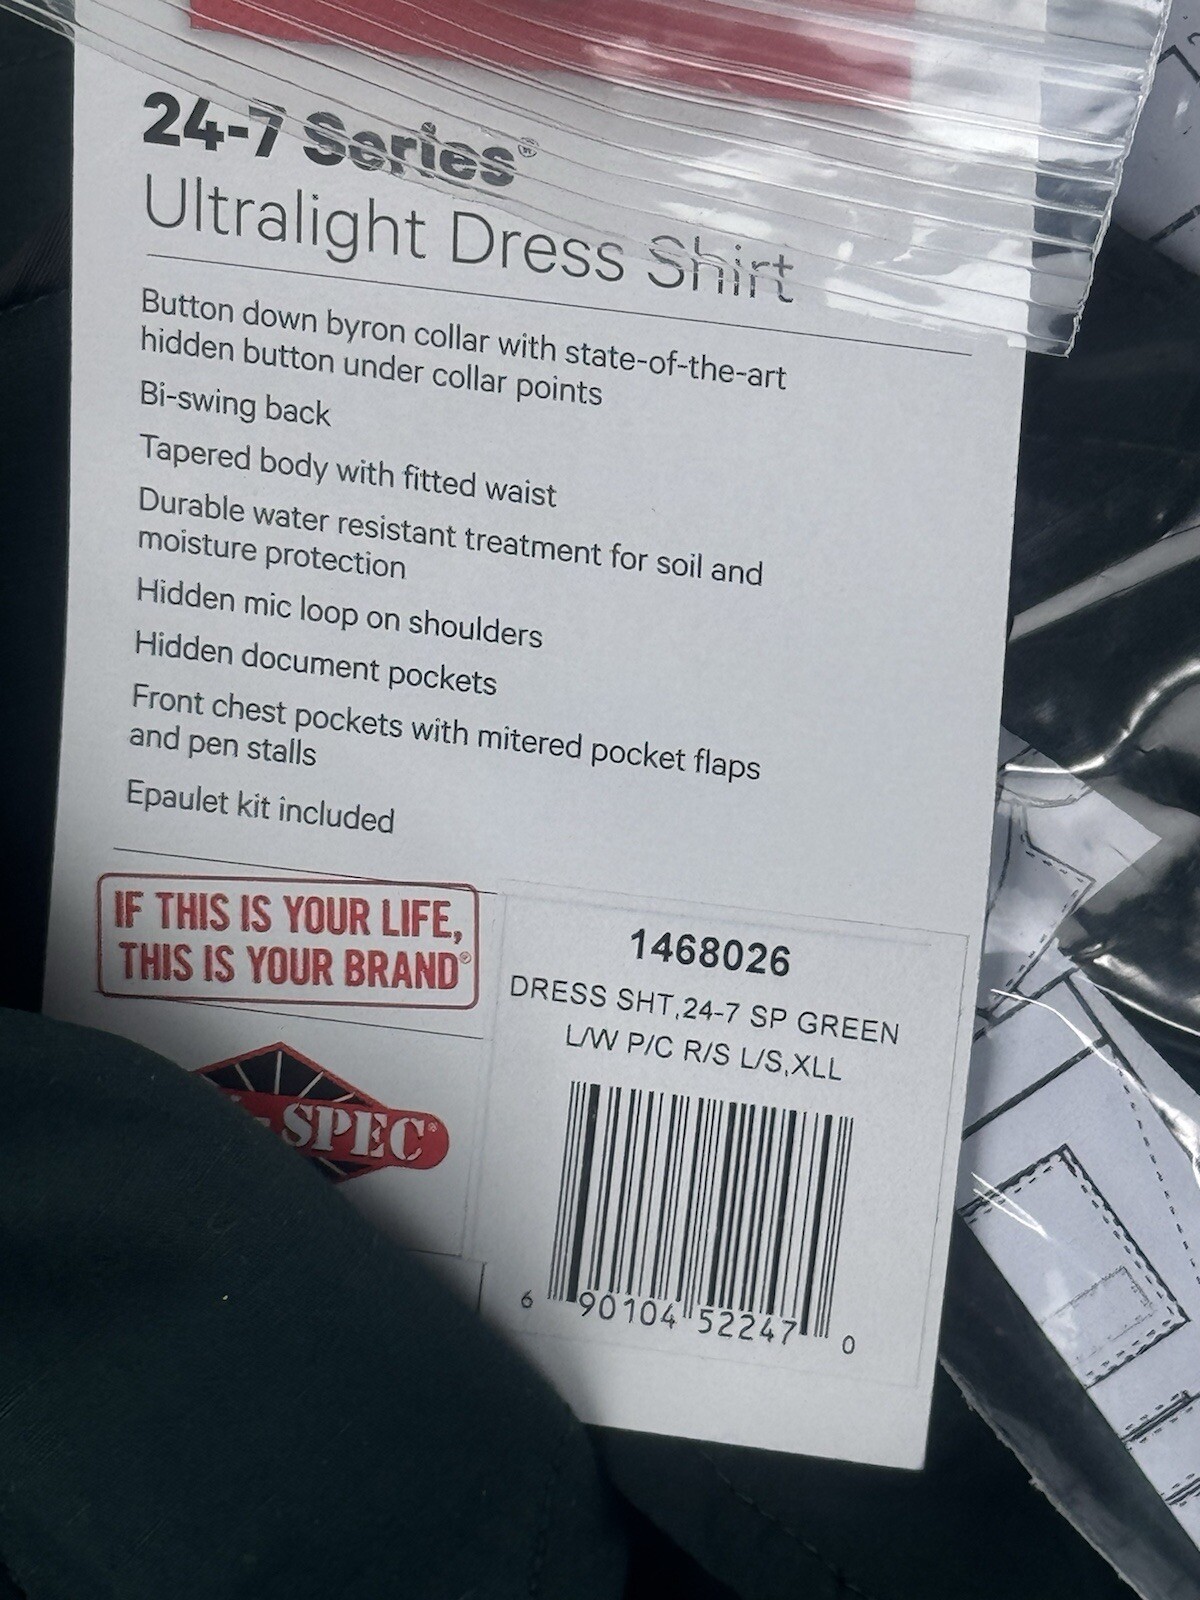 24-7 Series®
Ultralight Dress Shirt
Button down byron collar with state-of-the-art
hidden button under collar points
Bi-swing back
Tapered body with fitted waist
Durable water resistant treatment for soil and
moisture protection
Hidden mic loop on shoulders
Hidden document pockets
Front chest pockets with mitered pocket flaps
and pen stalls
Epaulet kit included
IF THIS IS YOUR LIFE,
THIS IS YOUR BRAND®
SPEC®
1468026
DRESS SHT,24-7 SP GREEN
L/W P/C R/S L/S,XLL
6 90104 52247 0